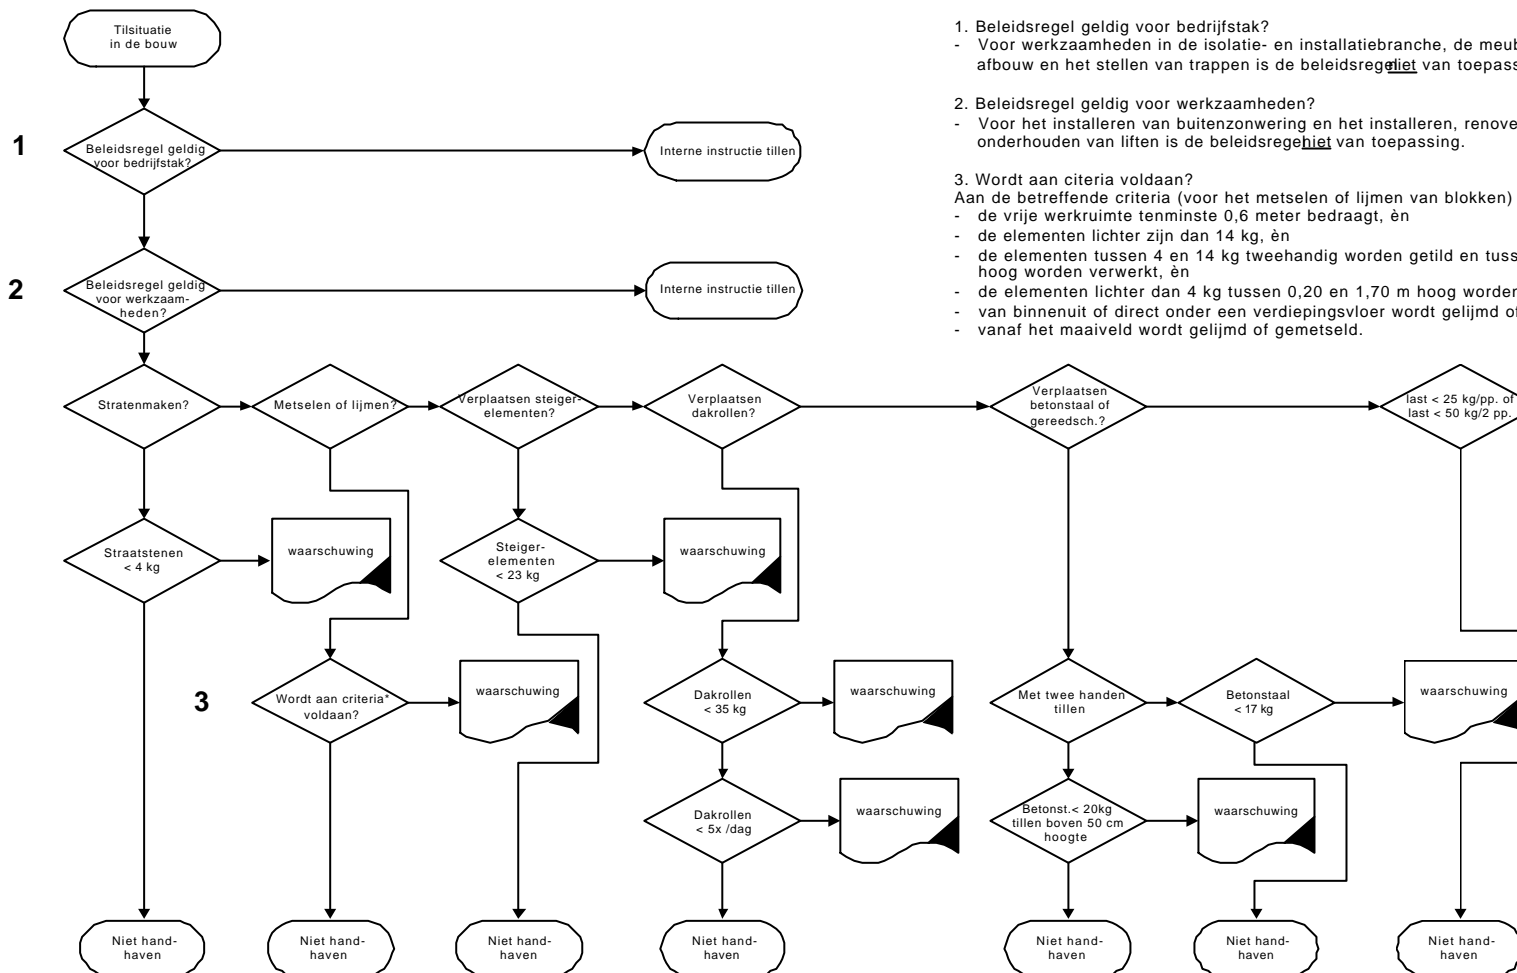 Tilsituatie
in de bouw
1
Beleidsregel geldig
voor bedrijfstak?
Interne instructie tillen
2
Beleidsregel geldig
voor werkzaam-
heden?
Interne instructie tillen
1. Beleidsregel geldig voor bedrijfstak?
- Voor werkzaamheden in de isolatie- en installatiebranche, de meub
afbouw en het stellen van trappen is de beleidsregel niet van toepass
2. Beleidsregel geldig voor werkzaamheden?
- Voor het installeren van buitenzonwering en het installeren, renove
onderhouden van liften is de beleidsregel niet van toepassing.
3. Wordt aan citeria voldaan?
Aan de betreffende criteria (voor het metselen of lijmen van blokken)
- de vrije werkruimte tenminste 0,6 meter bedraagt, èn
- de elementen lichter zijn dan 14 kg, èn
- de elementen tussen 4 en 14 kg tweehandig worden getild en tuss
hoog worden verwerkt, èn
- de elementen lichter dan 4 kg tussen 0,20 en 1,70 m hoog worden
- van binnenuit of direct onder een verdiepingsvloer wordt gelijmd of
- vanaf het maaiveld wordt gelijmd of gemetseld.
Stratenmaken?
Metselen of lijmen?
Verplaatsen steiger-
elementen?
Verplaatsen
dakrollen?
Verplaatsen
betonstaal of
gereedsch.?
last < 25 kg/pp. of
last < 50 kg/2 pp.
Straatstenen
< 4 kg
waarschuwing
Steiger-
elementen
< 23 kg
waarschuwing
3
Wordt aan criteria*
voldaan?
waarschuwing
Dakrollen
< 35 kg
waarschuwing
Met twee handen
tillen
Betonstaal
< 17 kg
waarschuwing
Dakrollen
< 5x /dag
waarschuwing
Betonst.< 20kg
tillen boven 50 cm
hoogte
waarschuwing
Niet hand-
haven
Niet hand-
haven
Niet hand-
haven
Niet hand-
haven
Niet hand-
haven
Niet hand-
haven
Niet hand-
haven